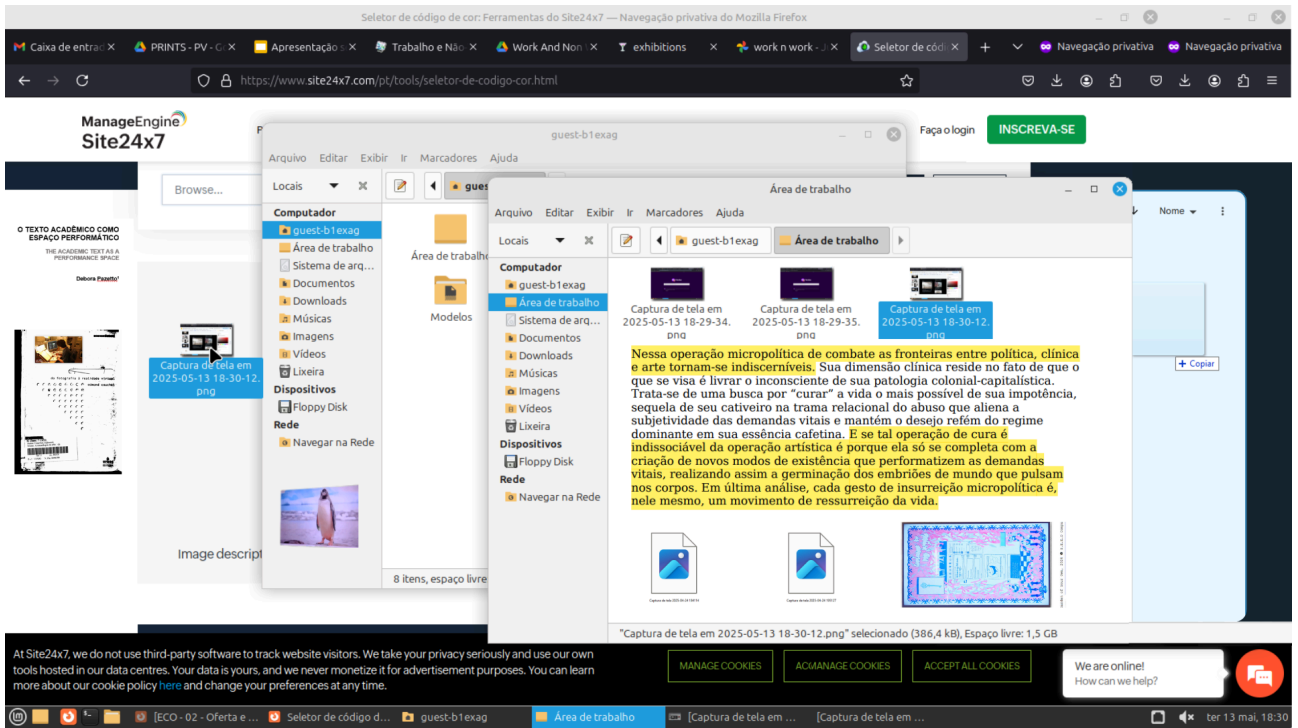 Seletor de código de cor: Ferramentas do Site24x7 — Navegação privativa do Mozilla Firefox
Caixa de entrad
PRINTS - PV - G
Apresentação s
Trabalho e Não
Work And Non
exhibitions
work n work - J
Seletor de códi
Navegação privativa
Navegação privativa
https://www.site24x7.com/pt/tools/seletor-de-codigo-cor.html
ManageEngine
Site24x7
Faça o login
INSCREVA-SE
Browse...
O TEXTO ACADÊMICO COMO
ESPAÇO PERFORMÁTICO
THE ACADEMIC TEXT AS A
PERFORMANCE SPACE
Debora Pazetto¹
Captura de tela em
2025-05-13 18-30-12.
png
Image descript
guest-b1exag
Arquivo Editar Exibir Ir Marcadores Ajuda
Locais
gues
Computador
guest-b1exag
Área de trabalho
Sistema de arq...
Documentos
Downloads
Músicas
Imagens
Vídeos
Lixeira
Dispositivos
Floppy Disk
Rede
Navegar na Rede
Área de trabalho
Modelos
8 itens, espaço livre
Área de trabalho
Arquivo Editar Exibir Ir Marcadores Ajuda
Locais
guest-b1exag
Área de trabalho
Computador
guest-b1exag
Área de trabalho
Sistema de arq...
Documentos
Downloads
Músicas
Imagens
Vídeos
Lixeira
Dispositivos
Floppy Disk
Rede
Navegar na Rede
Captura de tela em
2025-05-13 18-29-34.
png
Captura de tela em
2025-05-13 18-29-35.
png
Captura de tela em
2025-05-13 18-30-12.
png
Nessa operação micropolítica de combate as fronteiras entre política, clínica
e arte tornam-se indiscerníveis. Sua dimensão clínica reside no fato de que o
que se visa é livrar o inconsciente de sua patologia colonial-capitalística.
Trata-se de uma busca por “curar” a vida o mais possível de sua impotência,
sequela de seu cativeiro na trama relacional do abuso que aliena a
subjetividade das demandas vitais e mantém o desejo refém do regime
dominante em sua essência cafetina. E se tal operação de cura é
indissociável da operação artística é porque ela só se completa com a
criação de novos modos de existência que performatizem as demandas
vitais, realizando assim a germinação dos embriões de mundo que pulsam
nos corpos. Em última análise, cada gesto de insurreição micropolítica é,
nele mesmo, um movimento de ressurreição da vida.
"Captura de tela em 2025-05-13 18-30-12.png" selecionado (386,4 kB), Espaço livre: 1,5 GB
Nome
Copiar
At Site24x7, we do not use third-party software to track website visitors. We take your privacy seriously and use our own
tools hosted in our data centres. Your data is yours, and we never monetize it for advertisement purposes. You can learn
more about our cookie policy here and change your preferences at any time.
MANAGE COOKIES
ACMANAGE COOKIES
ACCEPT ALL COOKIES
We are online!
How can we help?
[ECO - 02 - Oferta e ...
Seletor de código d...
guest-b1exag
Área de trabalho
[Captura de tela em ...
[Captura de tela em ...
ter 13 mai, 18:30